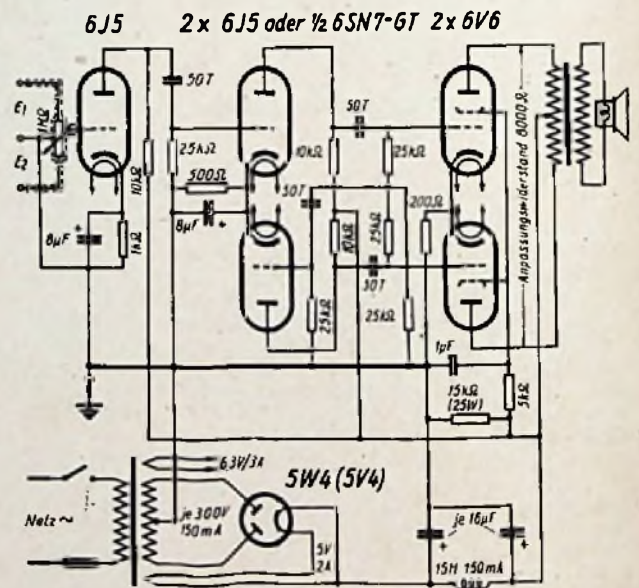 6J5 2 x 6J5 oder ½ 6SN7-GT 2 x 6V6
E₁
E₂
1kΩ
8µF
1kΩ
10kΩ
50T
25kΩ
500Ω
8µF
50T
25kΩ
50T
10kΩ
10kΩ
25kΩ
25kΩ
50T
25kΩ
200Ω
Anpassungswiderstand 8000Ω
1µF
15kΩ
(25W)
5kΩ
6,3V/3A
5W4 (5V4)
Netz ~
je 300V
150mA
5V
2A
je 16µF
15H 150mA